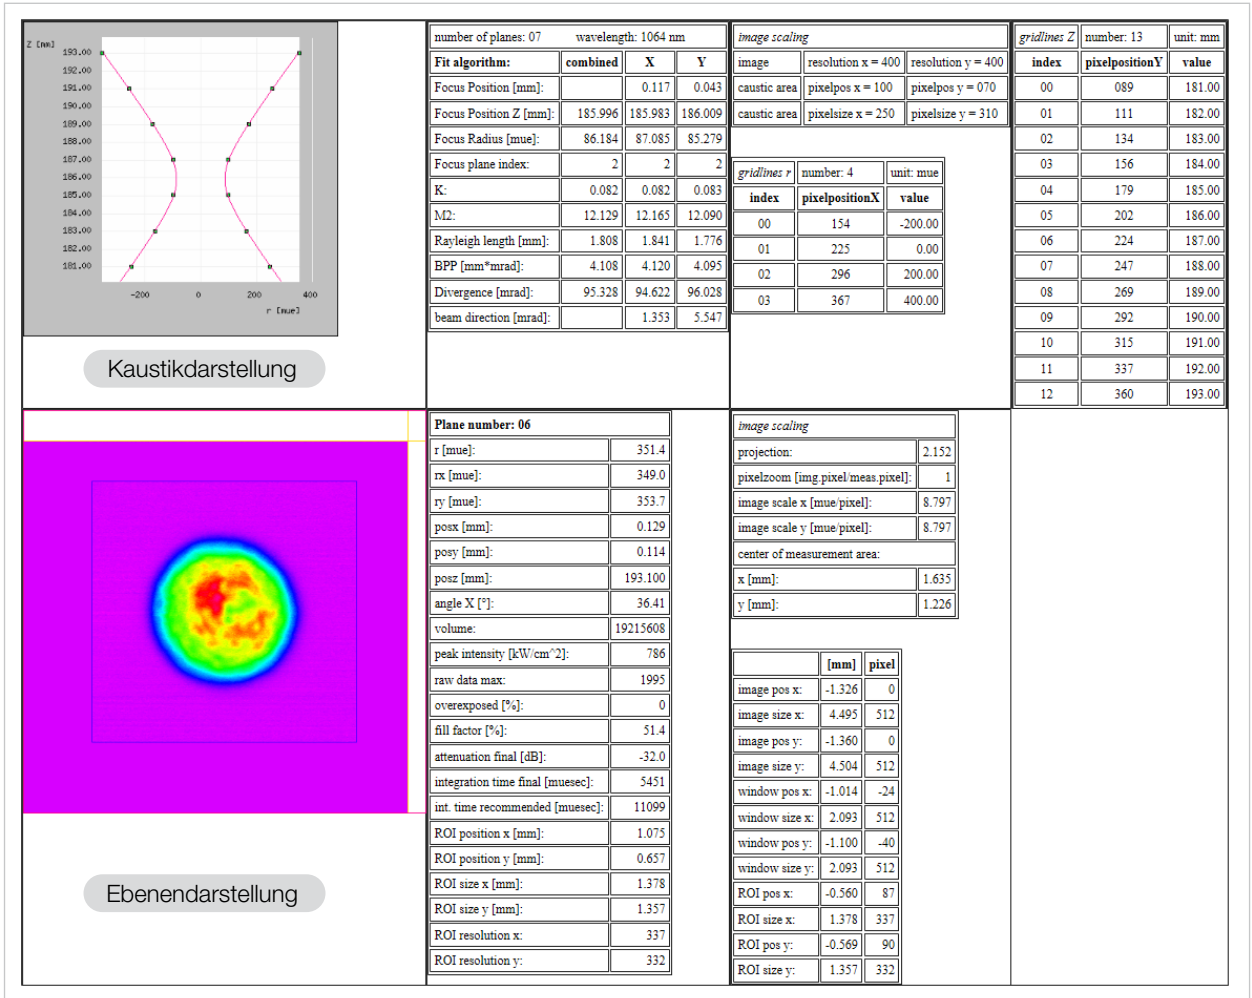 Z [mm]
193.00
192.00
191.00
190.00
189.00
188.00
187.00
186.00
185.00
184.00
183.00
182.00
181.00
-200 0 200 400
r [mue]
Kaustikdarstellung
number of planes: 07 wavelength: 1064 nm
Fit algorithm: combined X Y
Focus Position [mm]: 0.117 0.043
Focus Position Z [mm]: 185.996 185.983 186.009
Focus Radius [mue]: 86.184 87.085 85.279
Focus plane index: 2 2 2
K: 0.082 0.082 0.083
M2: 12.129 12.165 12.090
Rayleigh length [mm]: 1.808 1.841 1.776
BPP [mm*mrad]: 4.108 4.120 4.095
Divergence [mrad]: 95.328 94.622 96.028
beam direction [mrad]: 1.353 5.547
image scaling
image resolution x = 400 resolution y = 400
caustic area pixelpos x = 100 pixelpos y = 070
caustic area pixelsize x = 250 pixelsize y = 310
gridlines r number: 4 unit: mue
index pixelpositionX value
00 154 -200.00
01 225 0.00
02 296 200.00
03 367 400.00
gridlines Z number: 13 unit: mm
index pixelpositionY value
00 089 181.00
01 111 182.00
02 134 183.00
03 156 184.00
04 179 185.00
05 202 186.00
06 224 187.00
07 247 188.00
08 269 189.00
09 292 190.00
10 315 191.00
11 337 192.00
12 360 193.00
Ebenendarstellung
Plane number: 06
r [mue]: 351.4
rx [mue]: 349.0
ry [mue]: 353.7
posx [mm]: 0.129
posy [mm]: 0.114
posz [mm]: 193.100
angle X [°]: 36.41
volume: 19215608
peak intensity [kW/cm^2]: 786
raw data max: 1995
overexposed [%]: 0
fill factor [%]: 51.4
attenuation final [dB]: -32.0
integration time final [muesec]: 5451
int. time recommended [muesec]: 11099
ROI position x [mm]: 1.075
ROI position y [mm]: 0.657
ROI size x [mm]: 1.378
ROI size y [mm]: 1.357
ROI resolution x: 337
ROI resolution y: 332
image scaling
projection: 2.152
pixelzoom [img.pixel/meas.pixel]: 1
image scale x [mue/pixel]: 8.797
image scale y [mue/pixel]: 8.797
center of measurement area:
x [mm]: 1.635
y [mm]: 1.226
[mm] pixel
image pos x: -1.326 0
image size x: 4.495 512
image pos y: -1.360 0
image size y: 4.504 512
window pos x: -1.014 -24
window size x: 2.093 512
window pos y: -1.100 -40
window size y: 2.093 512
ROI pos x: -0.560 87
ROI size x: 1.378 337
ROI pos y: -0.569 90
ROI size y: 1.357 332